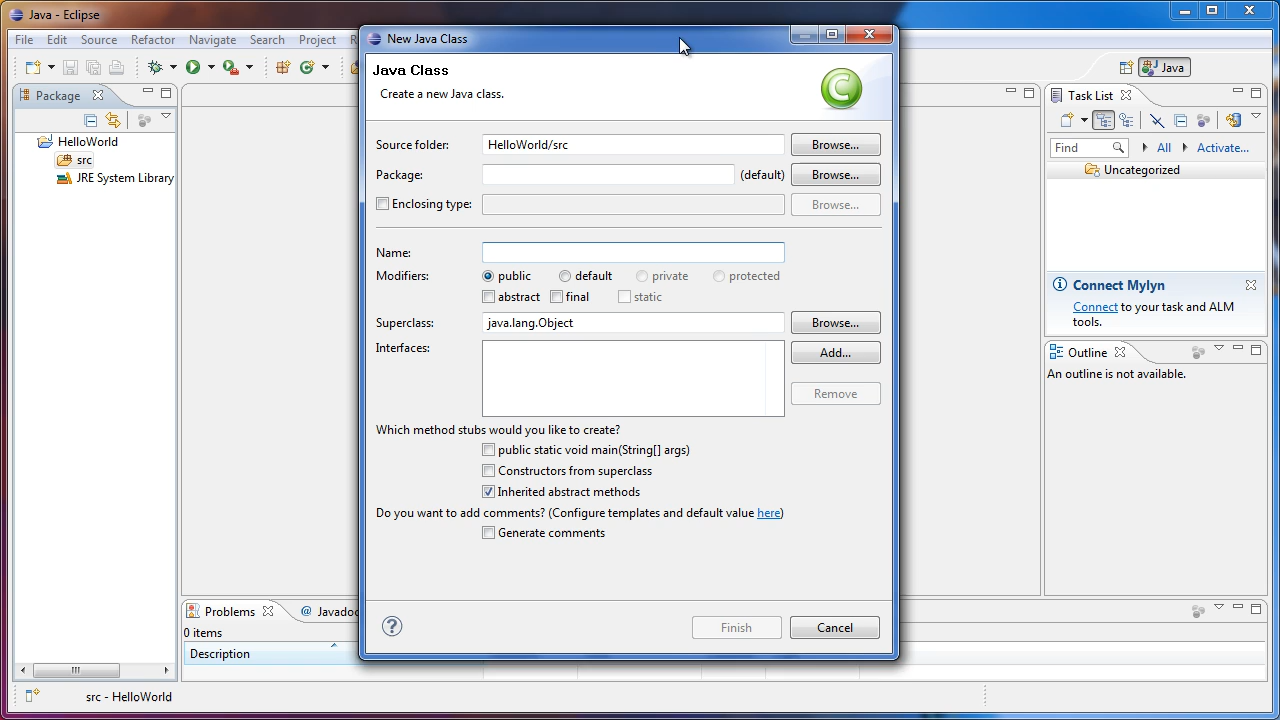 Java - Eclipse
File Edit Source Refactor Navigate Search Project
New Java Class
Java Class
Create a new Java class.
Source folder: HelloWorld/src Browse...
Package: (default) Browse...
Enclosing type: Browse...
Name:
Modifiers: public default private protected
abstract final static
Superclass: java.lang.Object Browse...
Interfaces: Add...
Remove
Which method stubs would you like to create?
public static void main(String[] args)
Constructors from superclass
Inherited abstract methods
Do you want to add comments? (Configure templates and default value here)
Generate comments
Finish Cancel
Package
HelloWorld
src
JRE System Library
Java
Task List
Find All Activate...
Uncategorized
Connect Mylyn
Connect to your task and ALM
tools.
Outline
An outline is not available.
Problems @ Javadoc
0 items
Description
src - HelloWorld